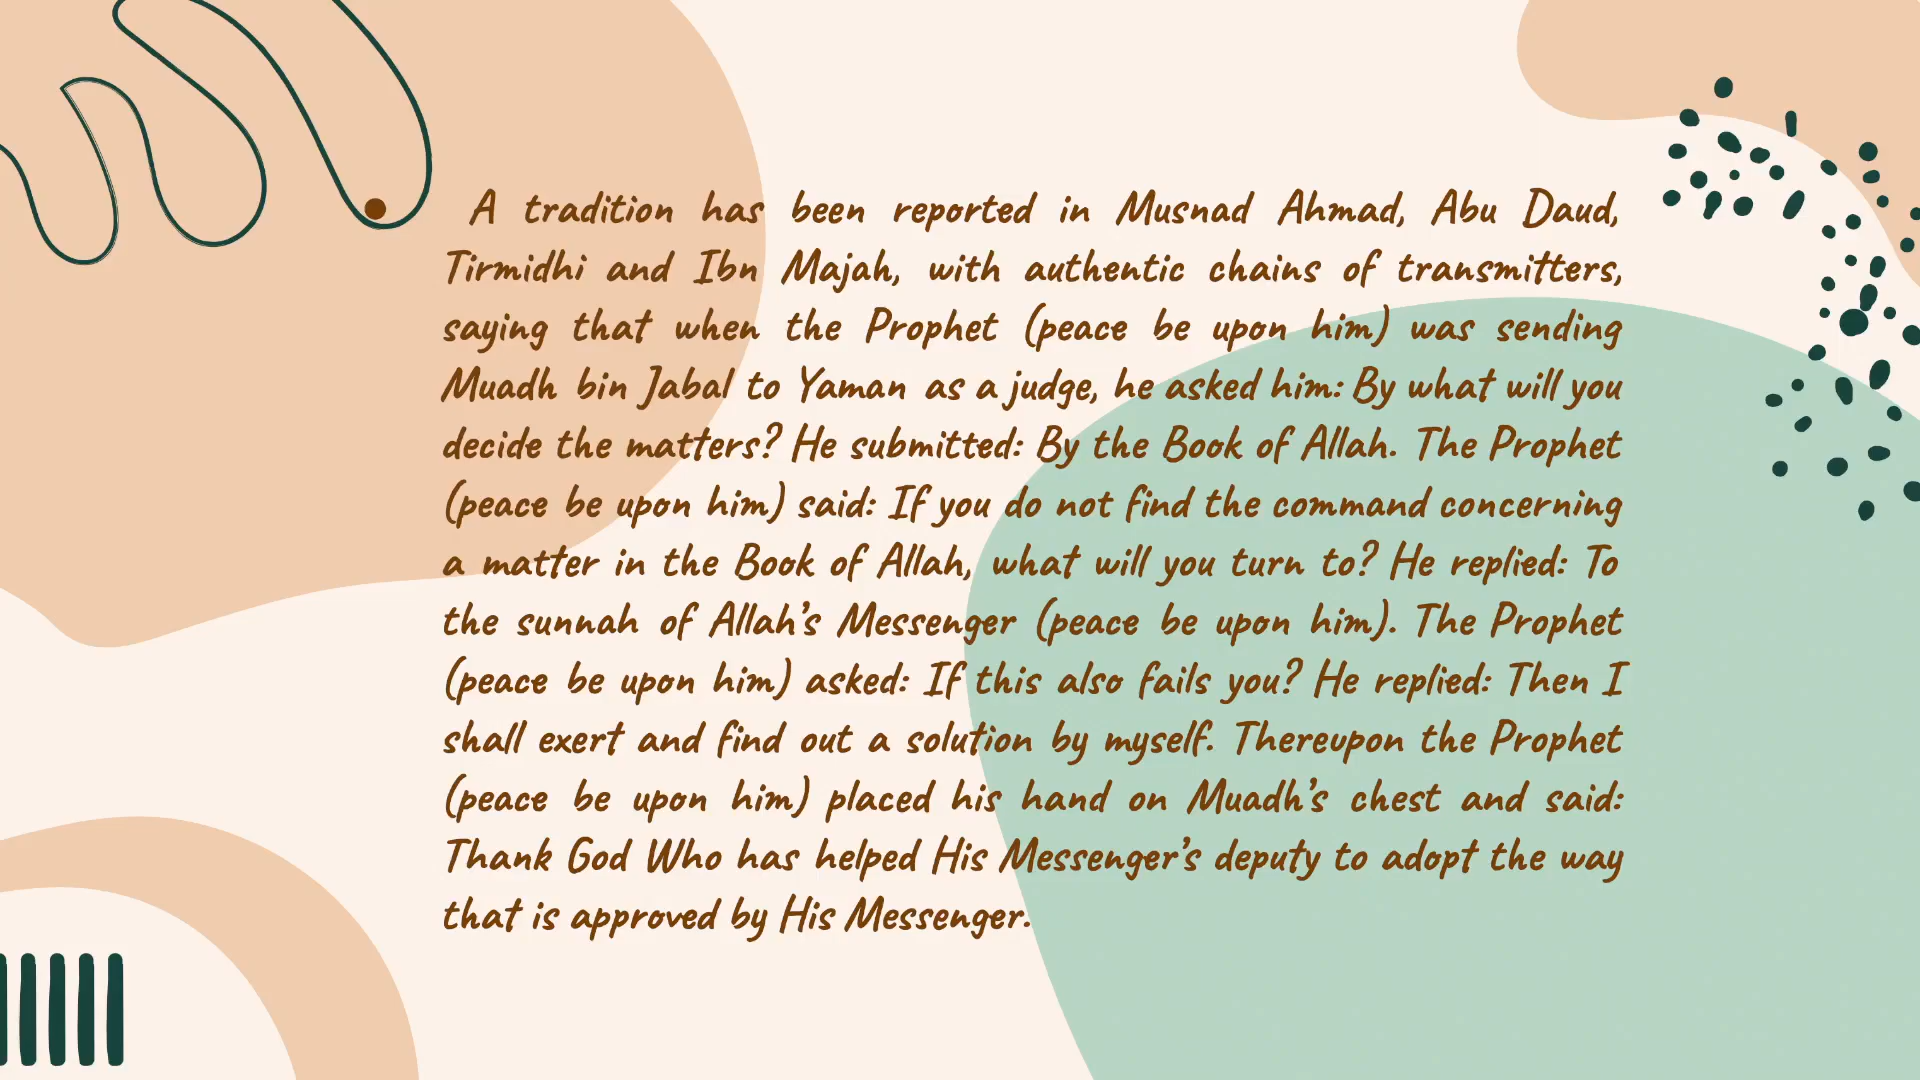 A tradition has been reported in Musnad Ahmad, Abu Daud,
Tirmidhi and Ibn Majah, with authentic chains of transmitters,
saying that when the Prophet (peace be upon him) was sending
Muadh bin Jabal to Yaman as a judge, he asked him: By what will you
decide the matters? He submitted: By the Book of Allah. The Prophet
(peace be upon him) said: If you do not find the command concerning
a matter in the Book of Allah, what will you turn to? He replied: To
the sunnah of Allah’s Messenger (peace be upon him). The Prophet
(peace be upon him) asked: If this also fails you? He replied: Then I
shall exert and find out a solution by myself. Thereupon the Prophet
(peace be upon him) placed his hand on Muadh’s chest and said:
Thank God Who has helped His Messenger’s deputy to adopt the way
that is approved by His Messenger.